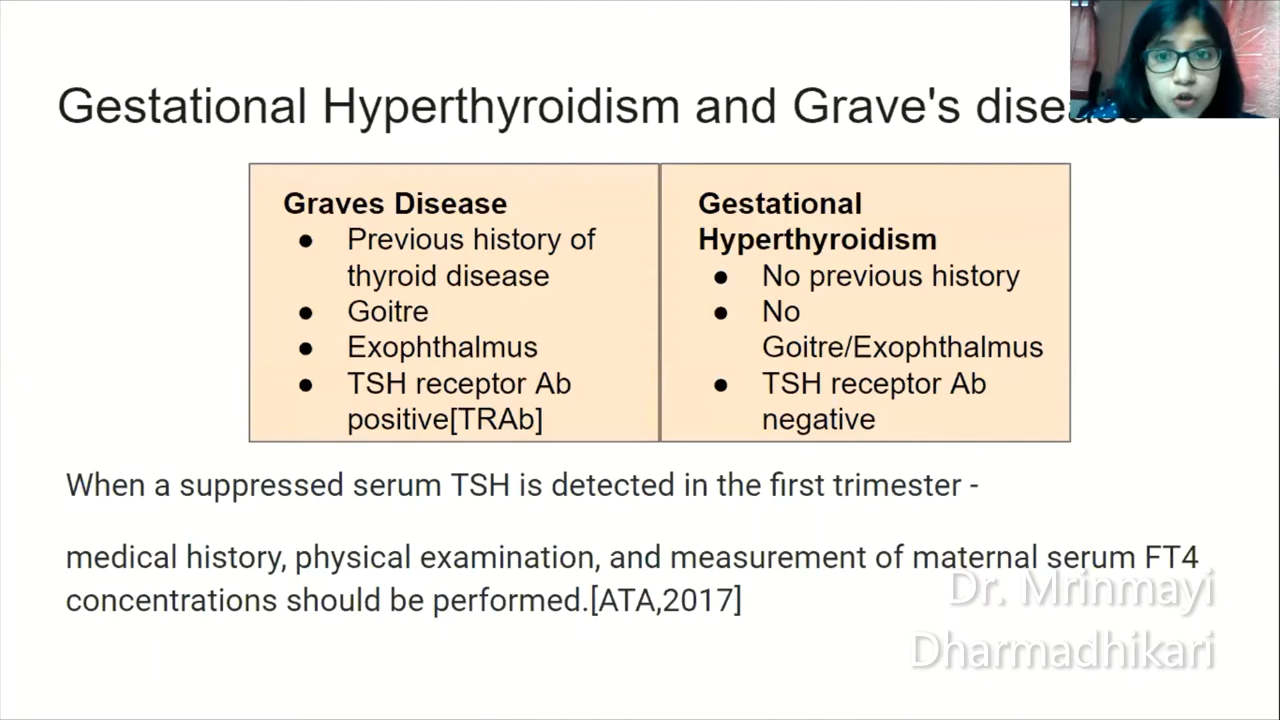 Gestational Hyperthyroidism and Grave's disease
Graves Disease
● Previous history of
thyroid disease
● Goitre
● Exophthalmus
● TSH receptor Ab
positive[TRAb]
Gestational
Hyperthyroidism
● No previous history
● No
Goitre/Exophthalmus
● TSH receptor Ab
negative
When a suppressed serum TSH is detected in the first trimester -
medical history, physical examination, and measurement of maternal serum FT4
concentrations should be performed.[ATA,2017]
Dr. Mrinmayi
Dharmadhikari